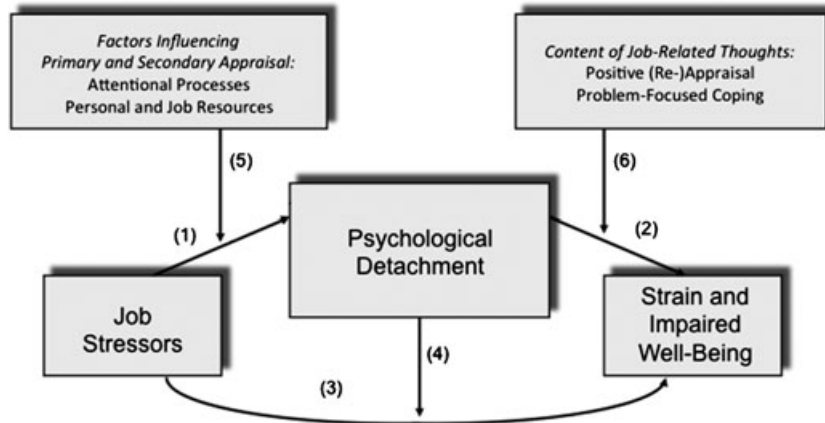 Factors Influencing
Primary and Secondary Appraisal:
Attentional Processes
Personal and Job Resources
Content of Job-Related Thoughts:
Positive (Re-)Appraisal
Problem-Focused Coping
(5)
(6)
(1)
Psychological
Detachment
(2)
Job
Stressors
Strain and
Impaired
Well-Being
(4)
(3)